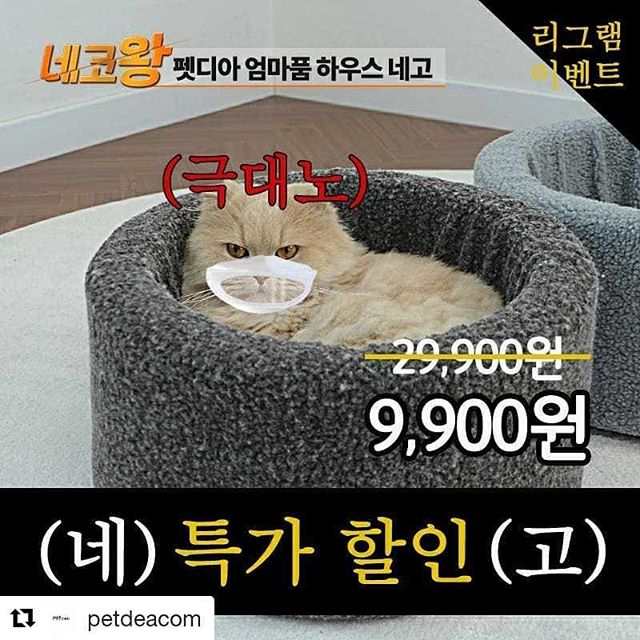 리그램
이벤트
네코왕 펫디아 엄마품 하우스 네고
(극대노)
29,900원
9,900원
(네) 특가 할인 (고)
petdeacom